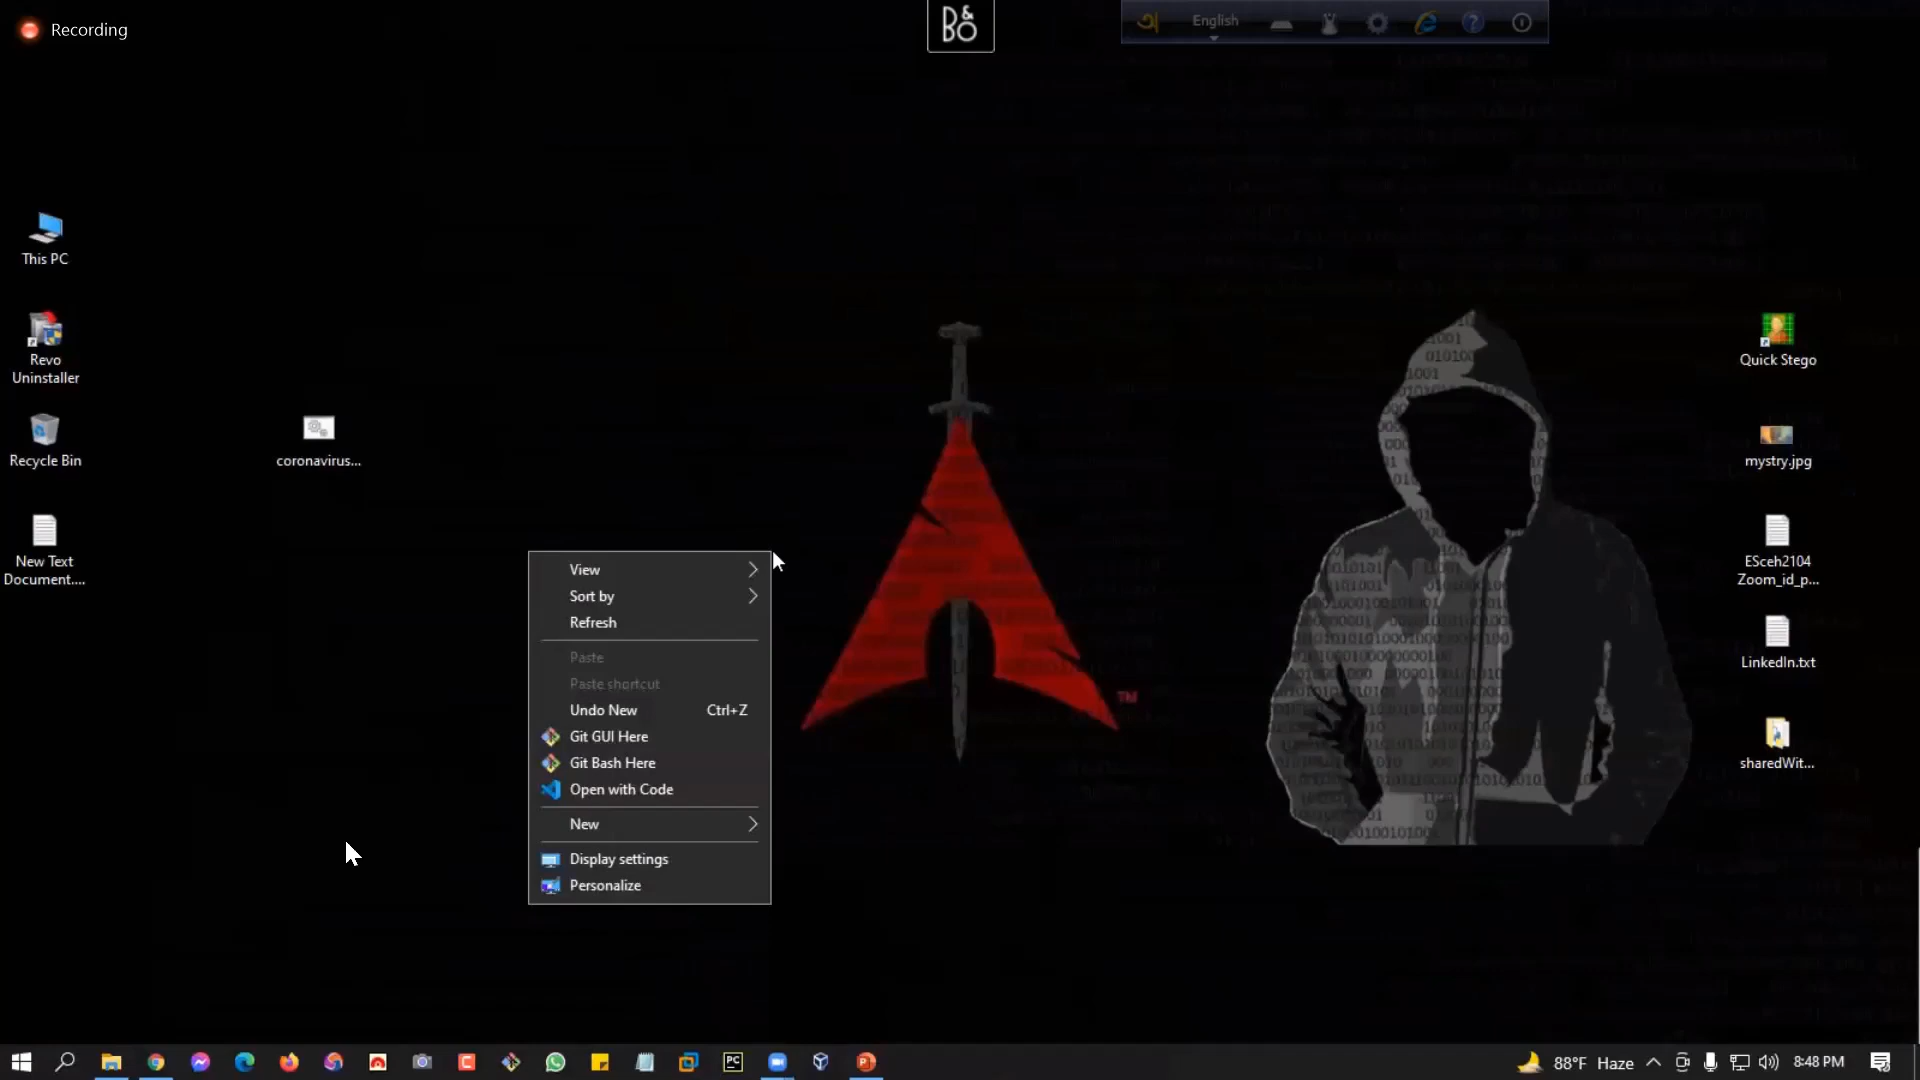 Recording
B&O
English
This PC
Revo
Uninstaller
Recycle Bin
New Text
Document....
coronavirus...
View
Sort by
Refresh
Paste
Paste shortcut
Undo New Ctrl+Z
Git GUI Here
Git Bash Here
Open with Code
New
Display settings
Personalize
TM
Quick Stego
mystry.jpg
ESceh2104
Zoom_id_p...
LinkedIn.txt
sharedWit...
PC
88°F Haze
8:48 PM